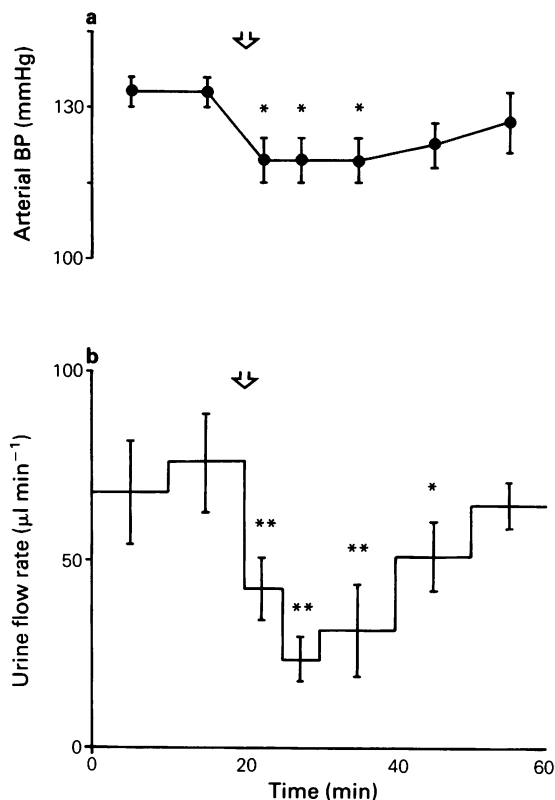 a
Arterial BP (mmHg)
130
100
* * *
b
Urine flow rate (μl min⁻¹)
100
50
0
** ** ** *
0 20 40 60
Time (min)